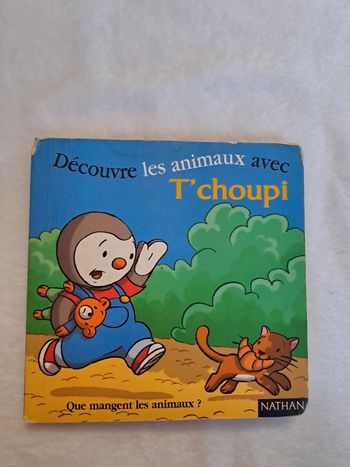 Découvre les animaux avec
T'choupi
Que mangent les animaux ?
NATHAN